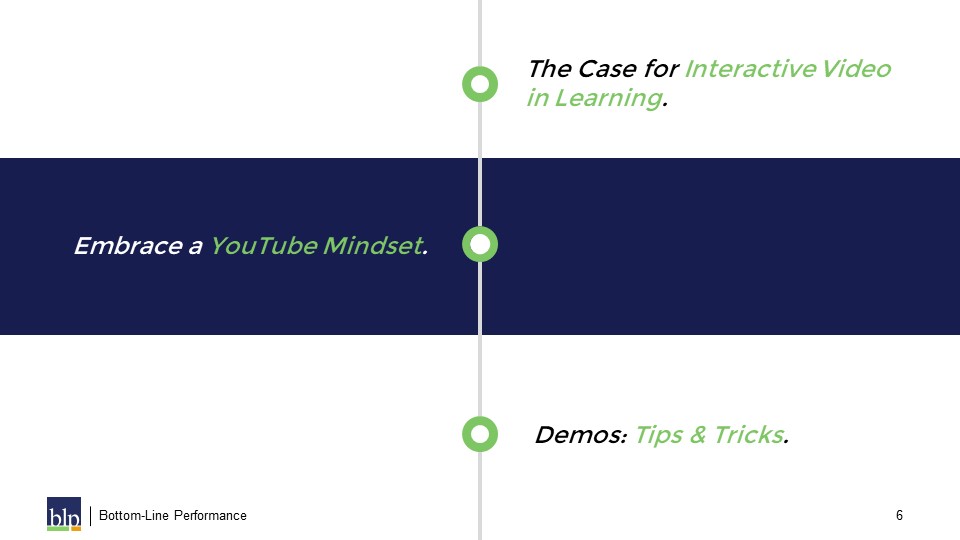 The Case for Interactive Video
in Learning.
Embrace a YouTube Mindset.
Demos: Tips & Tricks.
blp
Bottom-Line Performance
6